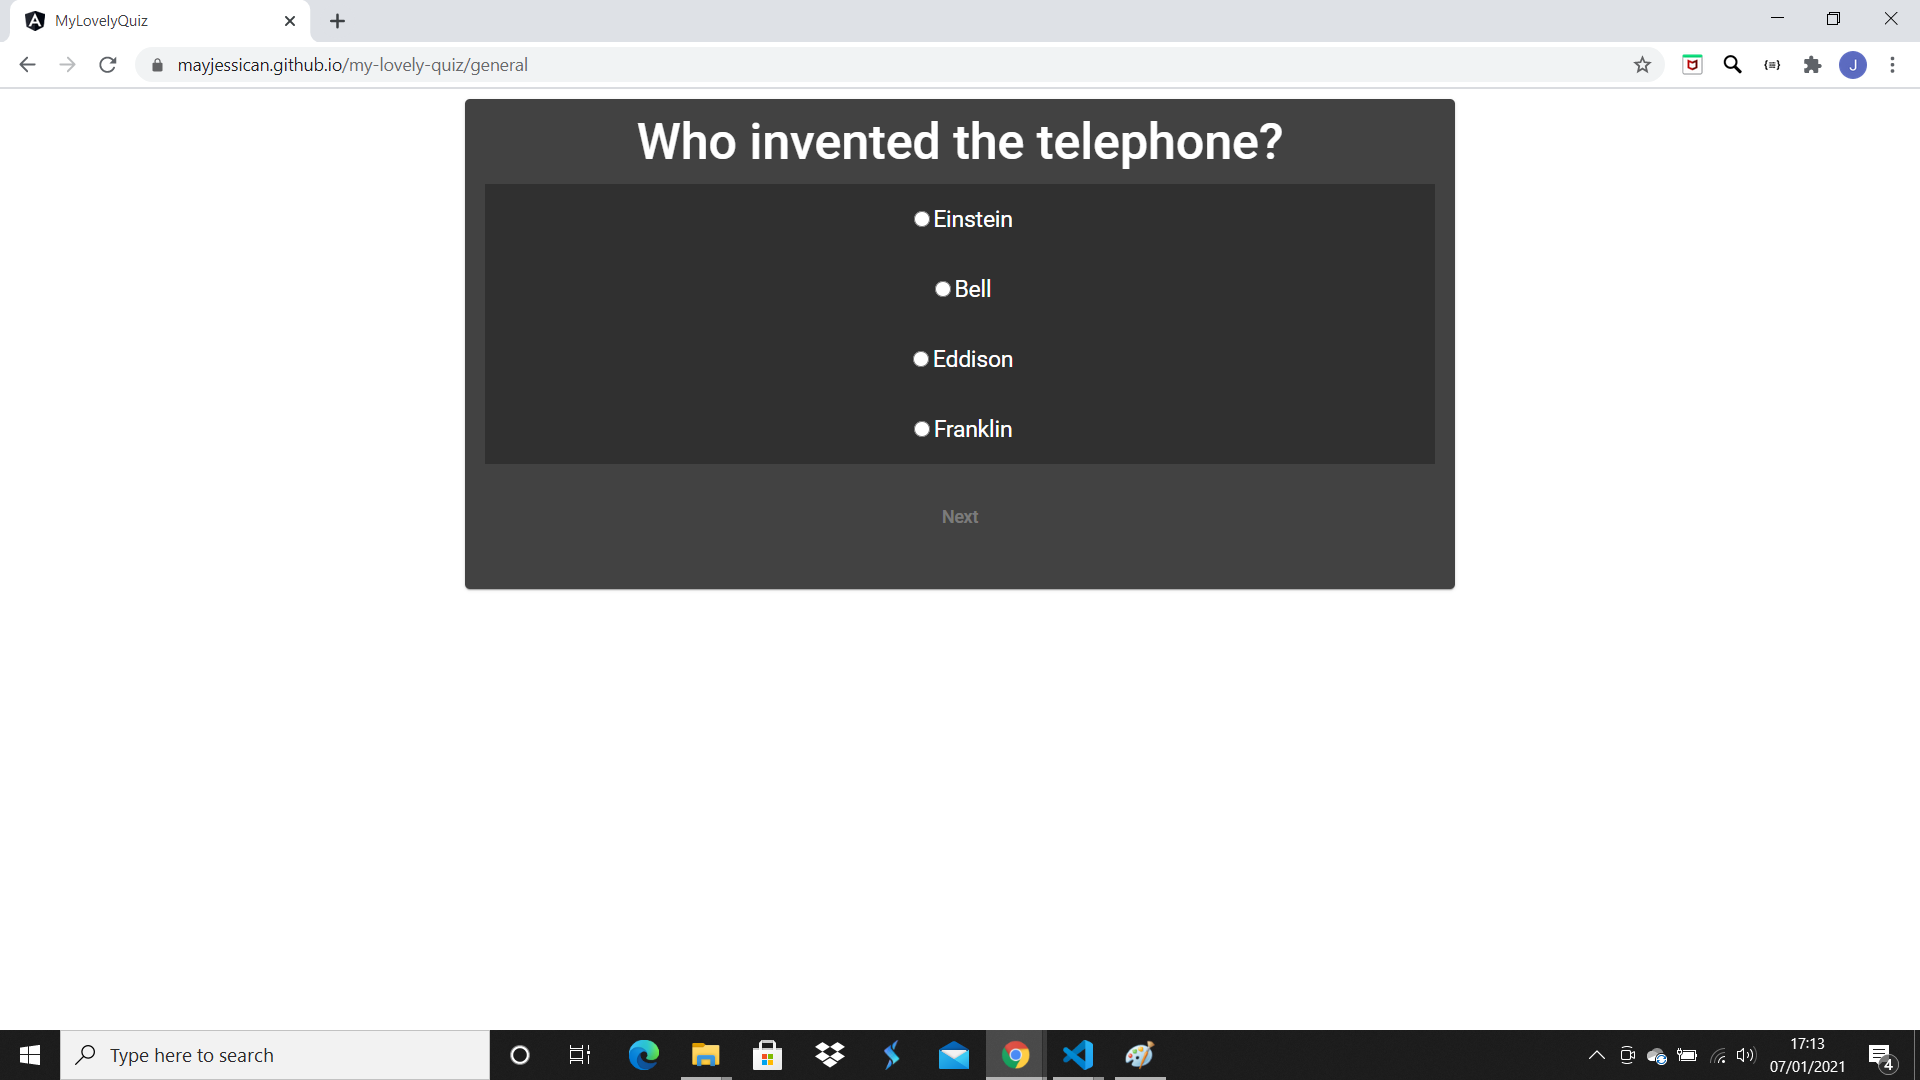 MyLovelyQuiz
mayjessican.github.io/my-lovely-quiz/general
J
Who invented the telephone?
Einstein
Bell
Eddison
Franklin
Next
Type here to search
17:13
07/01/2021
4